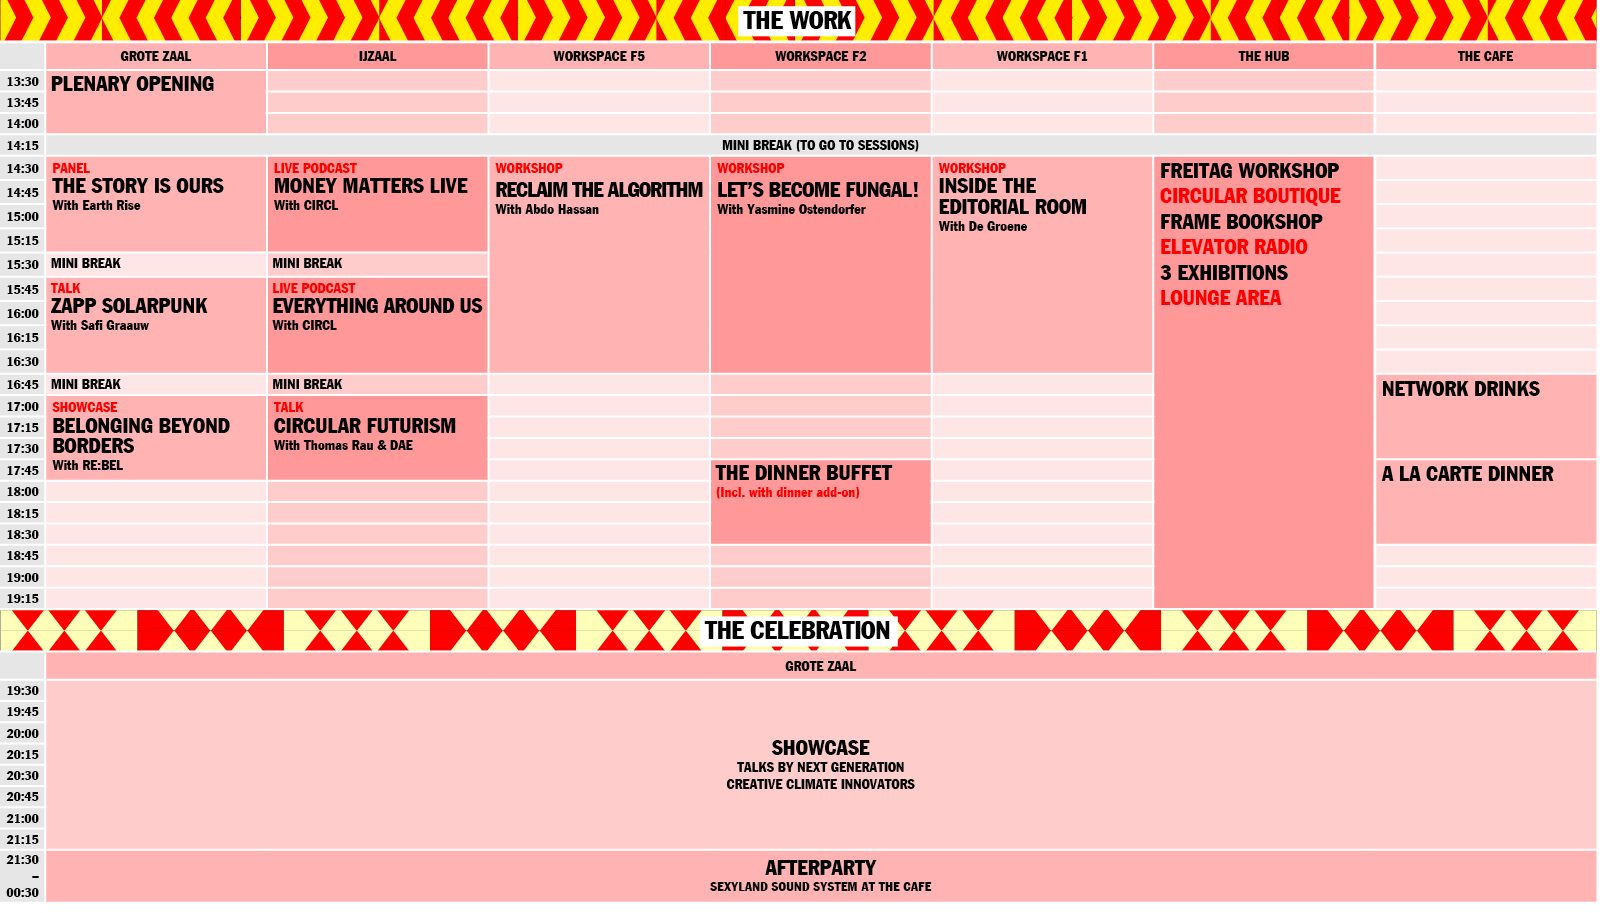 THE WORK
GROTE ZAAL
IJZAAL
WORKSPACE F5
WORKSPACE F2
WORKSPACE F1
THE HUB
THE CAFE
13:30
PLENARY OPENING
13:45
14:00
14:15
MINI BREAK (TO GO TO SESSIONS)
14:30
14:45
15:00
15:15
PANEL
THE STORY IS OURS
With Earth Rise
LIVE PODCAST
MONEY MATTERS LIVE
With CIRCL
WORKSHOP
RECLAIM THE ALGORITHM
With Abdo Hassan
WORKSHOP
LET'S BECOME FUNGAL!
With Yasmine Ostendorfer
WORKSHOP
INSIDE THE
EDITORIAL ROOM
With De Groene
FREITAG WORKSHOP
CIRCULAR BOUTIQUE
FRAME BOOKSHOP
ELEVATOR RADIO
3 EXHIBITIONS
LOUNGE AREA
15:30
MINI BREAK
MINI BREAK
15:45
16:00
16:15
16:30
TALK
ZAPP SOLARPUNK
With Safi Graauw
LIVE PODCAST
EVERYTHING AROUND US
With CIRCL
16:45
MINI BREAK
MINI BREAK
NETWORK DRINKS
17:00
17:15
17:30
SHOWCASE
BELONGING BEYOND
BORDERS
With RE:BEL
TALK
CIRCULAR FUTURISM
With Thomas Rau & DAE
17:45
THE DINNER BUFFET
(Incl. with dinner add-on)
A LA CARTE DINNER
18:00
18:15
18:30
18:45
19:00
19:15
THE CELEBRATION
GROTE ZAAL
19:30
19:45
20:00
20:15
20:30
20:45
21:00
21:15
SHOWCASE
TALKS BY NEXT GENERATION
CREATIVE CLIMATE INNOVATORS
21:30
–
00:30
AFTERPARTY
SEXYLAND SOUND SYSTEM AT THE CAFE